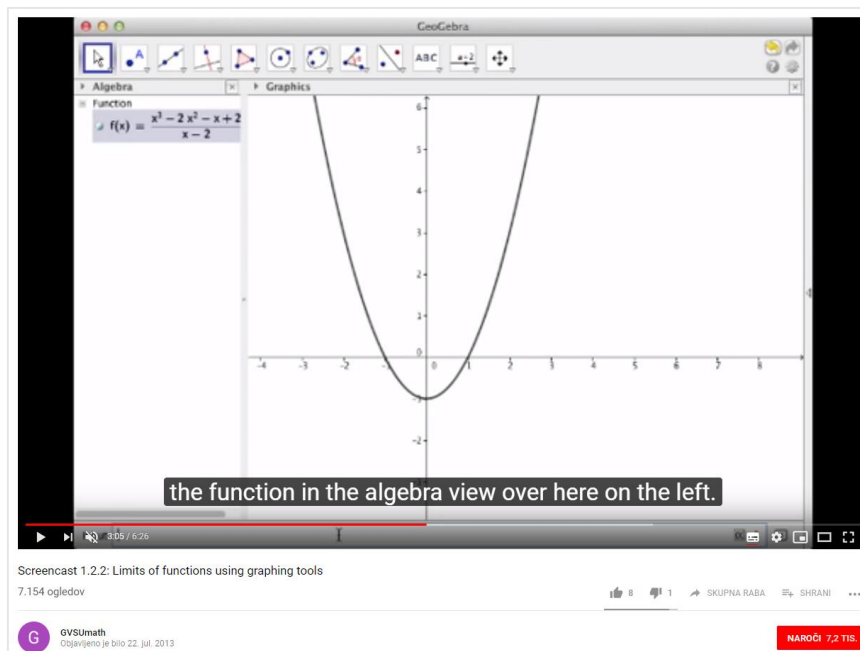 GeoGebra
ABC
a=2
Algebra
Graphics
Function
f(x) = x³ − 2 x² − x + 2
x − 2
6
5
4
3
2
1
0
-4 -3 -2 -1 0 1 2 3 4 5 6 7 8
-1
-2
the function in the algebra view over here on the left.
3:05 / 6:26
Screencast 1.2.2: Limits of functions using graphing tools
7.154 ogledov
8 1 SKUPNA RABA SHRANI
G
GVSUmath
Objavljeno je bilo 22. jul. 2013
NAROČI 7,2 TIS.